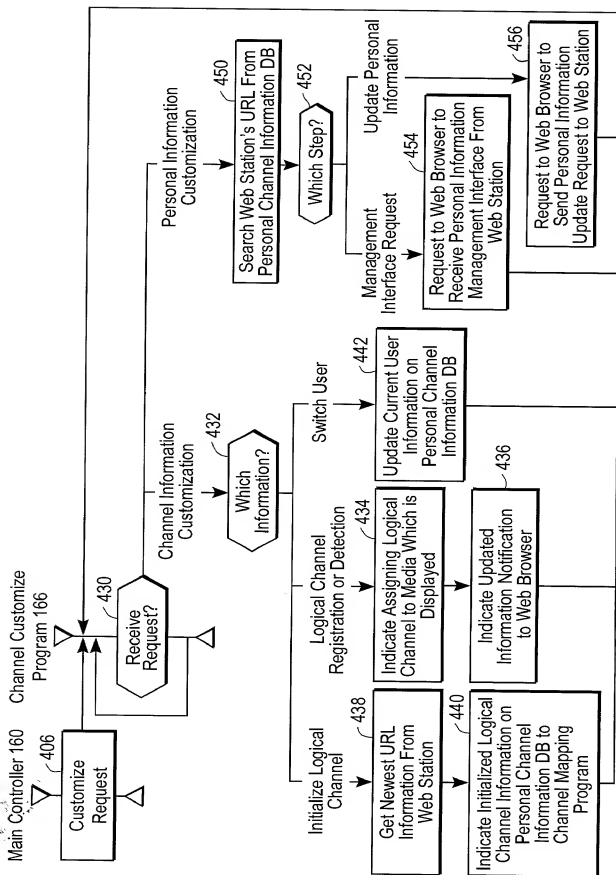 Main Controller 160
406
Customize
Request
Channel Customize
Program 166
430
Receive
Request?
Channel Information
Customization
Personal Information
Customization
432
Which
Information?
450
Search Web Station's URL From
Personal Channel Information DB
452
Which Step?
Initialize Logical
Channel
Logical Channel
Registration or Detection
Switch User
Management
Interface Request
Update Personal
Information
438
Get Newest URL
Information From
Web Station
434
Indicate Assigning Logical
Channel to Media Which is
Displayed
442
Update Current User
Information on
Personal Channel
Information DB
454
Request to Web Browser to
Receive Personal Information
Management Interface From
Web Station
456
Request to Web Browser to
Send Personal Information
Update Request to Web Station
440
Indicate Initialized Logical
Channel Information on
Personal Channel
Information DB to
Channel Mapping
Program
436
Indicate Updated
Information Notification
to Web Browser